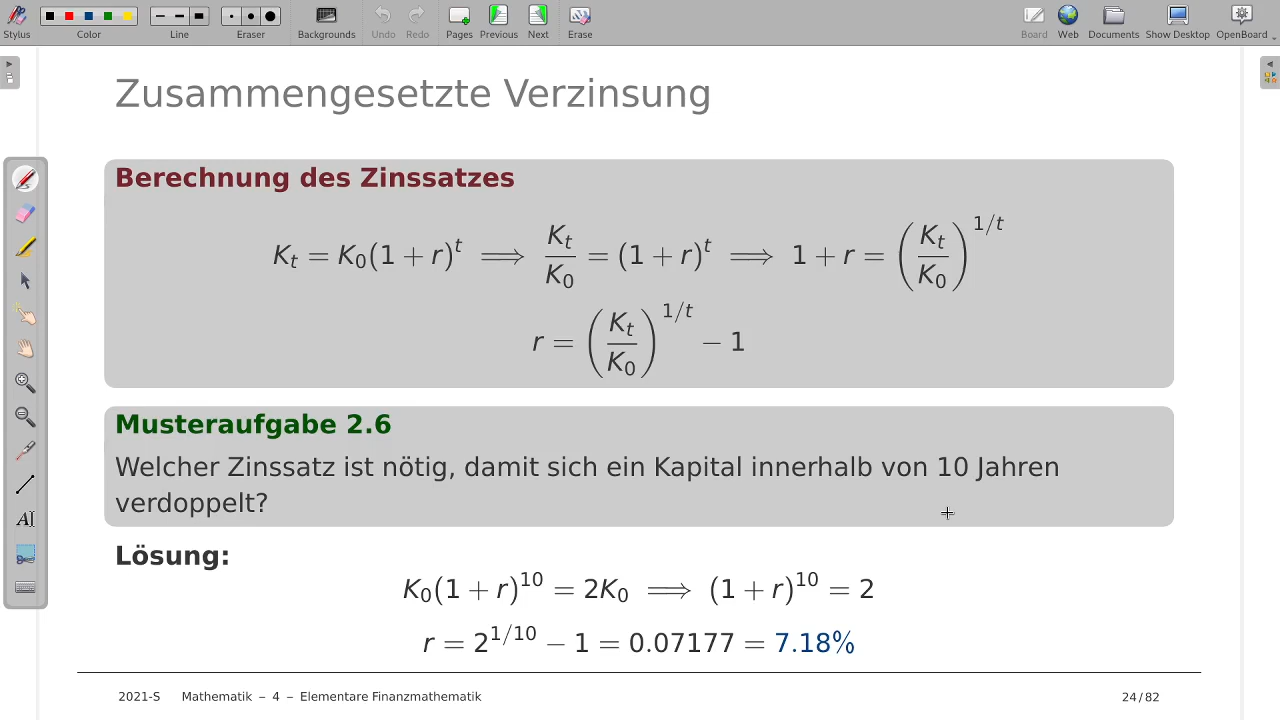 Stylus Color Line Eraser Backgrounds Undo Redo Pages Previous Next Erase Board Web Documents Show Desktop OpenBoard
Zusammengesetzte Verzinsung
Berechnung des Zinssatzes
K_t = K_0(1 + r)^t ⟹ K_t/K_0 = (1 + r)^t ⟹ 1 + r = (K_t/K_0)^{1/t}
r = (K_t/K_0)^{1/t} − 1
Musteraufgabe 2.6
Welcher Zinssatz ist nötig, damit sich ein Kapital innerhalb von 10 Jahren
verdoppelt?
Lösung:
K_0(1 + r)^{10} = 2K_0 ⟹ (1 + r)^{10} = 2
r = 2^{1/10} − 1 = 0.07177 = 7.18%
2021-S Mathematik – 4 – Elementare Finanzmathematik 24/82